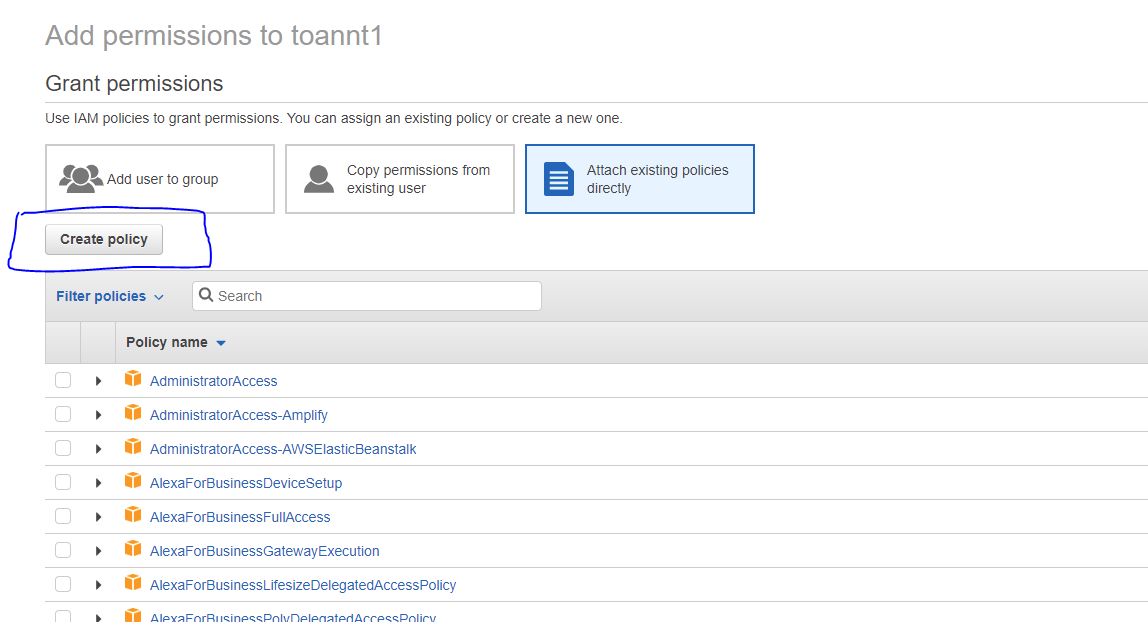 Add permissions to toannt1
Grant permissions
Use IAM policies to grant permissions. You can assign an existing policy or create a new one.
Add user to group
Copy permissions from
existing user
Attach existing policies
directly
Create policy
Filter policies
Search
Policy name
AdministratorAccess
AdministratorAccess-Amplify
AdministratorAccess-AWSElasticBeanstalk
AlexaForBusinessDeviceSetup
AlexaForBusinessFullAccess
AlexaForBusinessGatewayExecution
AlexaForBusinessLifesizeDelegatedAccessPolicy
AlexaForBusinessPolyDelegatedAccessPolicy